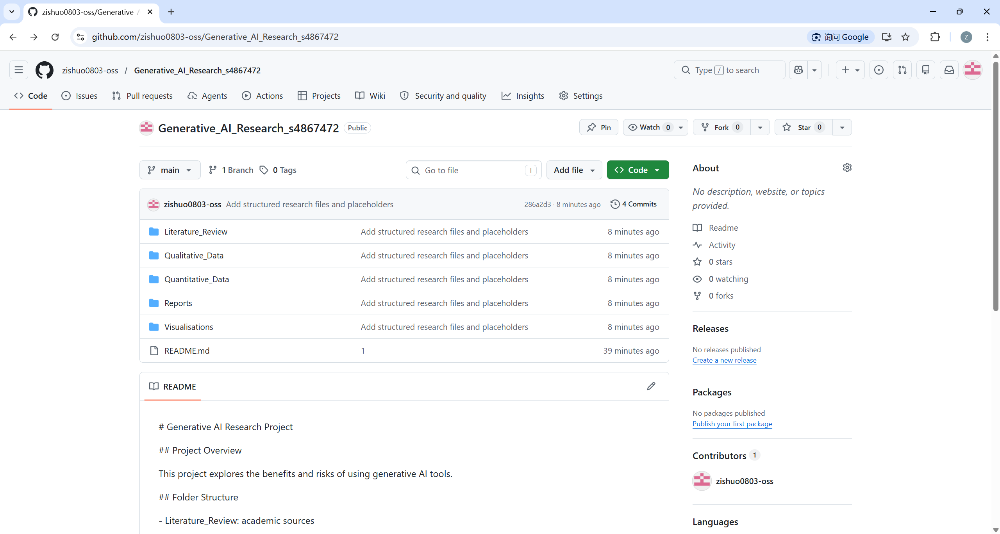 zishuo0803-oss/Generative A
github.com/zishuo0803-oss/Generative_AI_Research_s4867472
询问 Google
Z
zishuo0803-oss / Generative_AI_Research_s4867472
Type / to search
Code Issues Pull requests Agents Actions Projects Wiki Security and quality Insights Settings
Generative_AI_Research_s4867472 Public
Pin Watch 0 Fork 0 Star 0
main 1 Branch 0 Tags Go to file T Add file Code
zishuo0803-oss Add structured research files and placeholders 286a2d3 · 8 minutes ago 4 Commits
Literature_Review Add structured research files and placeholders 8 minutes ago
Qualitative_Data Add structured research files and placeholders 8 minutes ago
Quantitative_Data Add structured research files and placeholders 8 minutes ago
Reports Add structured research files and placeholders 8 minutes ago
Visualisations Add structured research files and placeholders 8 minutes ago
README.md 1 39 minutes ago
README
# Generative AI Research Project
## Project Overview
This project explores the benefits and risks of using generative AI tools.
## Folder Structure
- Literature_Review: academic sources
About
No description, website, or topics
provided.
Readme
Activity
0 stars
0 watching
0 forks
Releases
No releases published
Create a new release
Packages
No packages published
Publish your first package
Contributors 1
zishuo0803-oss
Languages